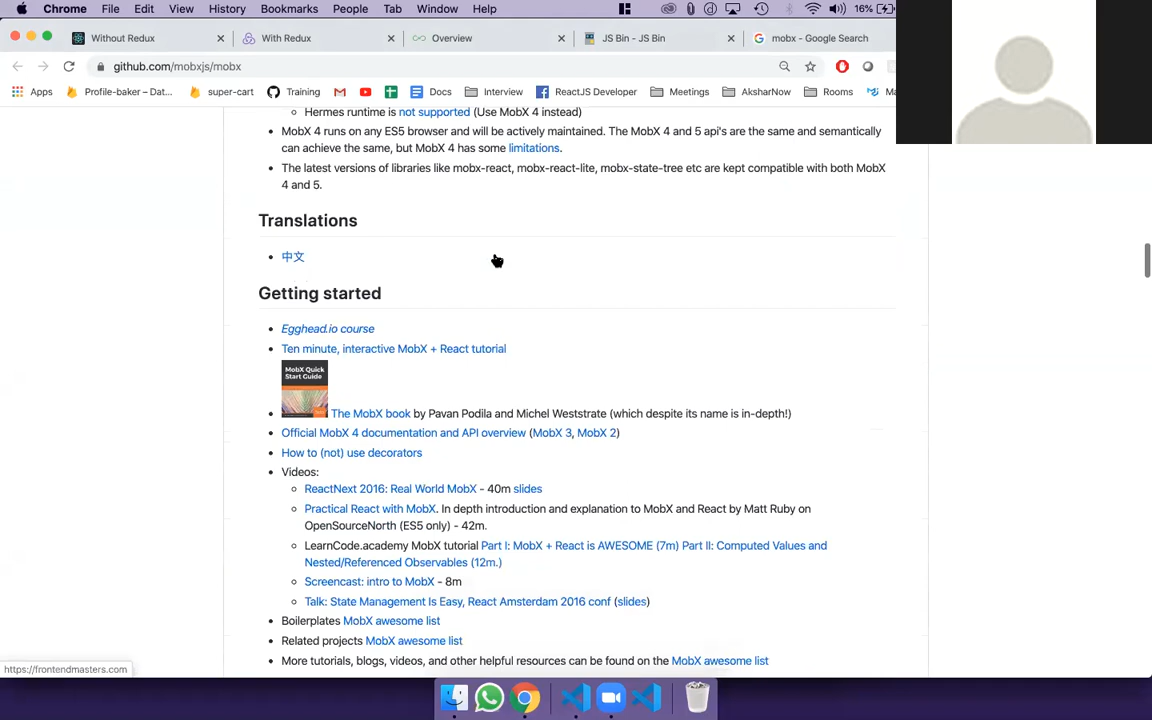 Chrome File Edit View History Bookmarks People Tab Window Help 16%
Without Redux With Redux Overview JS Bin - JS Bin mobx - Google Search
github.com/mobxjs/mobx
Apps Profile-baker – Dat... super-cart Training Docs Interview ReactJS Developer Meetings AksharNow Rooms Ma
Hermes runtime is not supported (Use MobX 4 instead)
MobX 4 runs on any ES5 browser and will be actively maintained. The MobX 4 and 5 api's are the same and semantically
can achieve the same, but MobX 4 has some limitations.
The latest versions of libraries like mobx-react, mobx-react-lite, mobx-state-tree etc are kept compatible with both MobX
4 and 5.
Translations
中文
Getting started
Egghead.io course
Ten minute, interactive MobX + React tutorial
MobX Quick
Start Guide
The MobX book by Pavan Podila and Michel Weststrate (which despite its name is in-depth!)
Official MobX 4 documentation and API overview (MobX 3, MobX 2)
How to (not) use decorators
Videos:
ReactNext 2016: Real World MobX - 40m slides
Practical React with MobX. In depth introduction and explanation to MobX and React by Matt Ruby on
OpenSourceNorth (ES5 only) - 42m.
LearnCode.academy MobX tutorial Part I: MobX + React is AWESOME (7m) Part II: Computed Values and
Nested/Referenced Observables (12m.)
Screencast: intro to MobX - 8m
Talk: State Management Is Easy, React Amsterdam 2016 conf (slides)
Boilerplates MobX awesome list
Related projects MobX awesome list
More tutorials, blogs, videos, and other helpful resources can be found on the MobX awesome list
https://frontendmasters.com